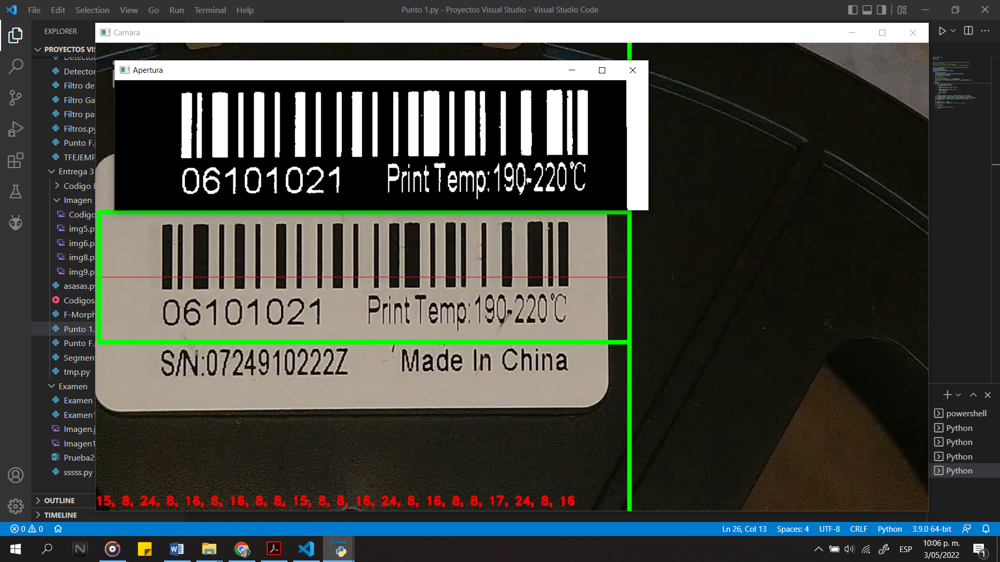 File Edit Selection View Go Run Terminal Help
Punto 1.py - Proyectos Visual Studio - Visual Studio Code
EXPLORER
PROYECTOS VIS
Detector
Detector
Filtro de
Filtro Ga
Filtro pa
Filtros.py
Punto F.
TFEJEMP
Entrega 3
Codigo
Imagen
Codigo
img5.p
img6.p
img8.p
img9.p
asasas.py
Codigos
F-Morph
Punto 1.
Punto F.
Segment
tmp.py
Examen
Examen
Examen1
Imagen.j
Imagen1
Prueba2
sssss.py
OUTLINE
TIMELINE
Camara
Apertura
06101021 Print Temp:190-220℃
06101021 Print Temp:190-220℃
S/N:0724910222Z Made In China
15, 8, 24, 8, 16, 8, 16, 8, 8, 15, 8, 8, 16, 24, 8, 16, 8, 8, 17, 24, 8, 16
powershell
Python
Python
Python
Python
0 0
Ln 26, Col 13 Spaces: 4 UTF-8 CRLF Python 3.9.0 64-bit
ESP
10:06 p. m.
3/05/2022
1